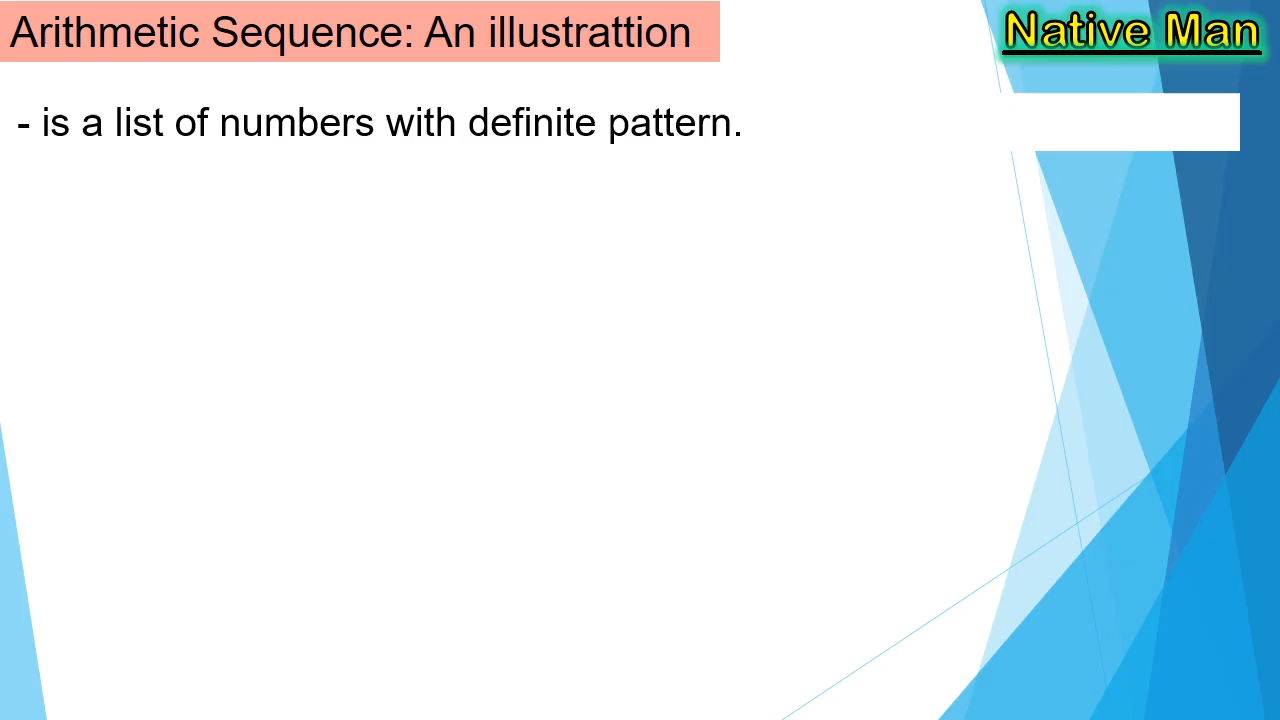 Arithmetic Sequence: An illustrattion
Native Man
- is a list of numbers with definite pattern.